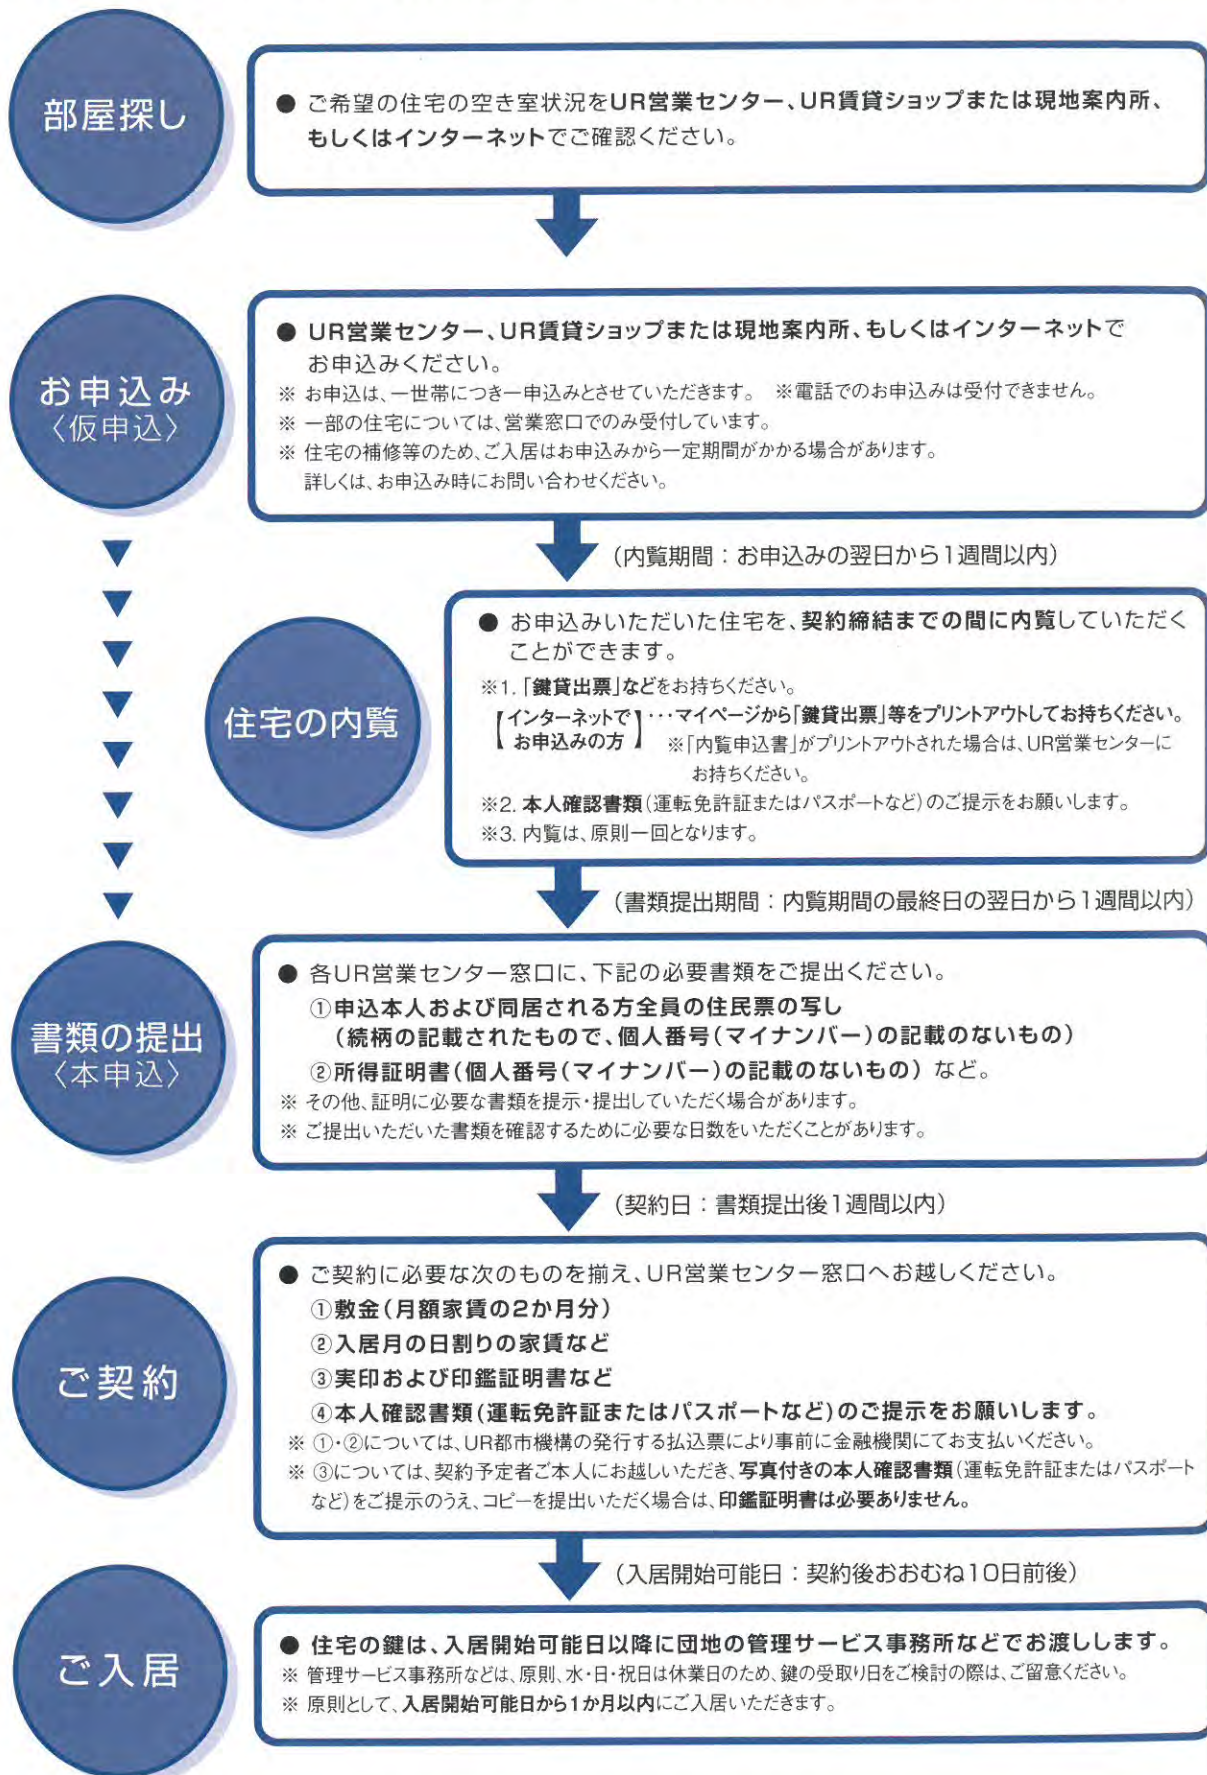 部屋探し
● ご希望の住宅の空き室状況をUR営業センター、UR賃貸ショップまたは現地案内所、
もしくはインターネットでご確認ください。
お申込み
〈仮申込〉
● UR営業センター、UR賃貸ショップまたは現地案内所、もしくはインターネットで
お申込みください。
※ お申込は、一世帯につき一申込みとさせていただきます。 ※電話でのお申込みは受付できません。
※ 一部の住宅については、営業窓口でのみ受付しています。
※ 住宅の補修等のため、ご入居はお申込みから一定期間がかかる場合があります。
詳しくは、お申込み時にお問い合わせください。
(内覧期間：お申込みの翌日から1週間以内)
住宅の内覧
● お申込みいただいた住宅を、契約締結までの間に内覧していただく
ことができます。
※1.「鍵貸出票」などをお持ちください。
【インターネットで
お申込みの方】…マイページから「鍵貸出票」等をプリントアウトしてお持ちください。
※「内覧申込書」がプリントアウトされた場合は、UR営業センターに
お持ちください。
※2. 本人確認書類(運転免許証またはパスポートなど)のご提示をお願いします。
※3. 内覧は、原則一回となります。
(書類提出期間：内覧期間の最終日の翌日から1週間以内)
書類の提出
〈本申込〉
● 各UR営業センター窓口に、下記の必要書類をご提出ください。
①申込本人および同居される方全員の住民票の写し
(続柄の記載されたもので、個人番号(マイナンバー)の記載のないもの)
②所得証明書(個人番号(マイナンバー)の記載のないもの) など。
※ その他、証明に必要な書類を提示・提出していただく場合があります。
※ ご提出いただいた書類を確認するために必要な日数をいただくことがあります。
(契約日：書類提出後1週間以内)
ご契約
● ご契約に必要な次のものを揃え、UR営業センター窓口へお越しください。
①敷金(月額家賃の2か月分)
②入居月の日割りの家賃など
③実印および印鑑証明書など
④本人確認書類(運転免許証またはパスポートなど)のご提示をお願いします。
※ ①・②については、UR都市機構の発行する払込票により事前に金融機関にてお支払いください。
※ ③については、契約予定者ご本人にお越しいただき、写真付きの本人確認書類(運転免許証またはパスポート
など)をご提示のうえ、コピーを提出いただく場合は、印鑑証明書は必要ありません。
(入居開始可能日：契約後おおむね10日前後)
ご入居
● 住宅の鍵は、入居開始可能日以降に団地の管理サービス事務所などでお渡しします。
※ 管理サービス事務所などは、原則、水・日・祝日は休業日のため、鍵の受取り日をご検討の際は、ご留意ください。
※ 原則として、入居開始可能日から1か月以内にご入居いただきます。